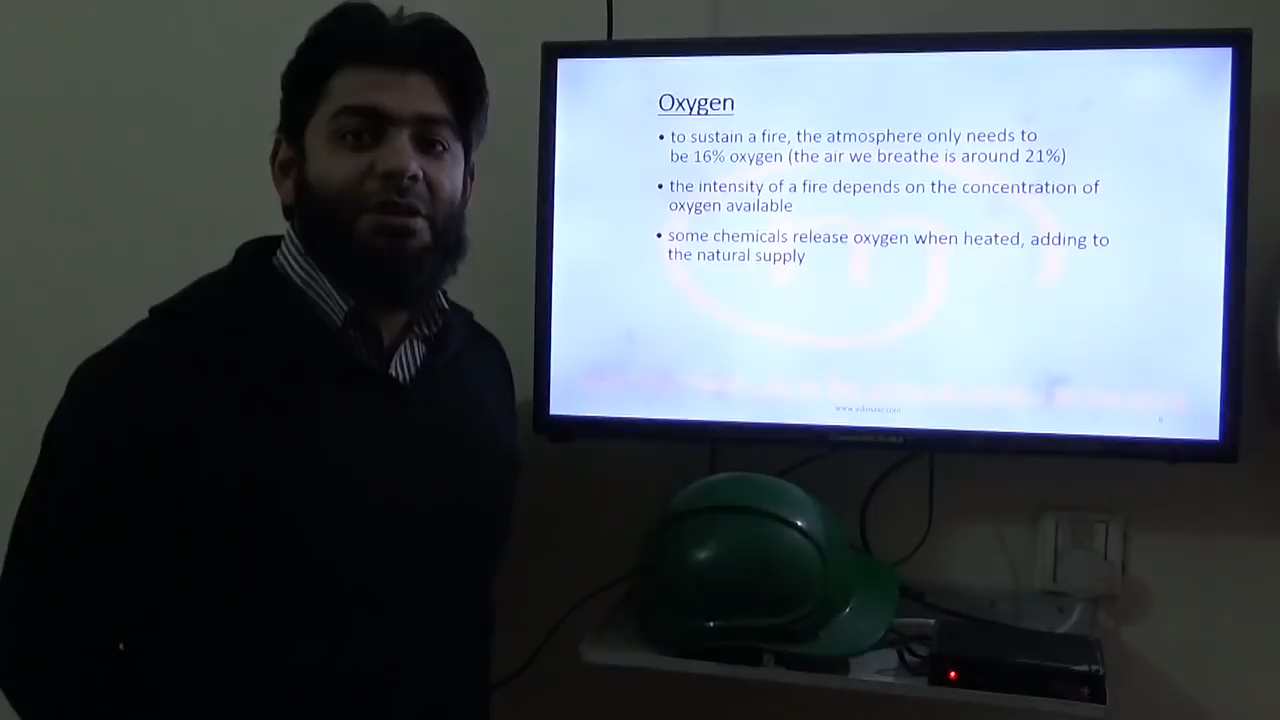 Oxygen
• to sustain a fire, the atmosphere only needs to
be 16% oxygen (the air we breathe is around 21%)
• the intensity of a fire depends on the concentration of
oxygen available
• some chemicals release oxygen when heated, adding to
the natural supply
6